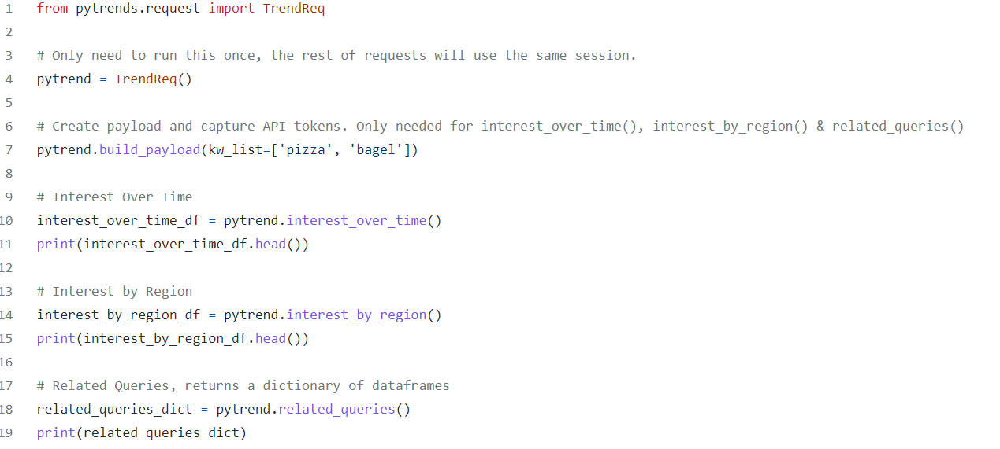 1 from pytrends.request import TrendReq
2
3 # Only need to run this once, the rest of requests will use the same session.
4 pytrend = TrendReq()
5
6 # Create payload and capture API tokens. Only needed for interest_over_time(), interest_by_region() & related_queries()
7 pytrend.build_payload(kw_list=['pizza', 'bagel'])
8
9 # Interest Over Time
10 interest_over_time_df = pytrend.interest_over_time()
11 print(interest_over_time_df.head())
12
13 # Interest by Region
14 interest_by_region_df = pytrend.interest_by_region()
15 print(interest_by_region_df.head())
16
17 # Related Queries, returns a dictionary of dataframes
18 related_queries_dict = pytrend.related_queries()
19 print(related_queries_dict)